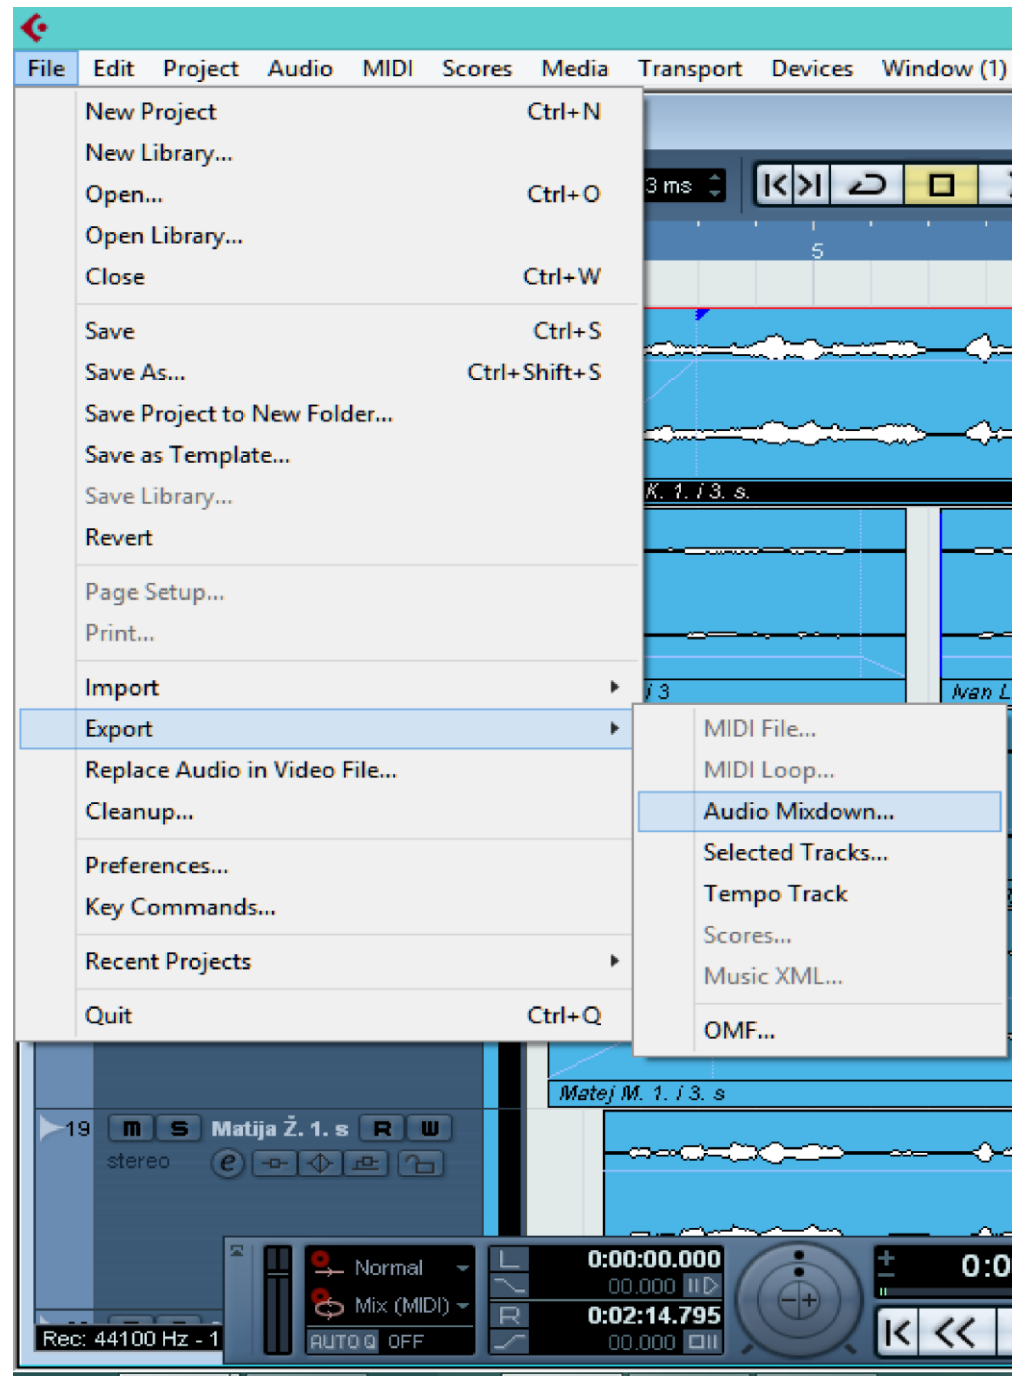 File Edit Project Audio MIDI Scores Media Transport Devices Window (1)
New Project Ctrl+N
New Library...
Open... Ctrl+O
Open Library...
Close Ctrl+W
Save Ctrl+S
Save As... Ctrl+Shift+S
Save Project to New Folder...
Save as Template...
Save Library...
Revert
Page Setup...
Print...
Import
Export
Replace Audio in Video File...
Cleanup...
Preferences...
Key Commands...
Recent Projects
Quit Ctrl+Q
MIDI File...
MIDI Loop...
Audio Mixdown...
Selected Tracks...
Tempo Track
Scores...
Music XML...
OMF...
3 ms
5
K. 1. i 3. s.
i 3
Ivan L
Matej M. 1. i 3. s
19 m S Matija Ž. 1. s R W
stereo e
Normal
Mix (MIDI)
AUTO Q OFF
L 0:00:00.000
00.000
R 0:02:14.795
00.000
0:0
Rec: 44100 Hz - 1